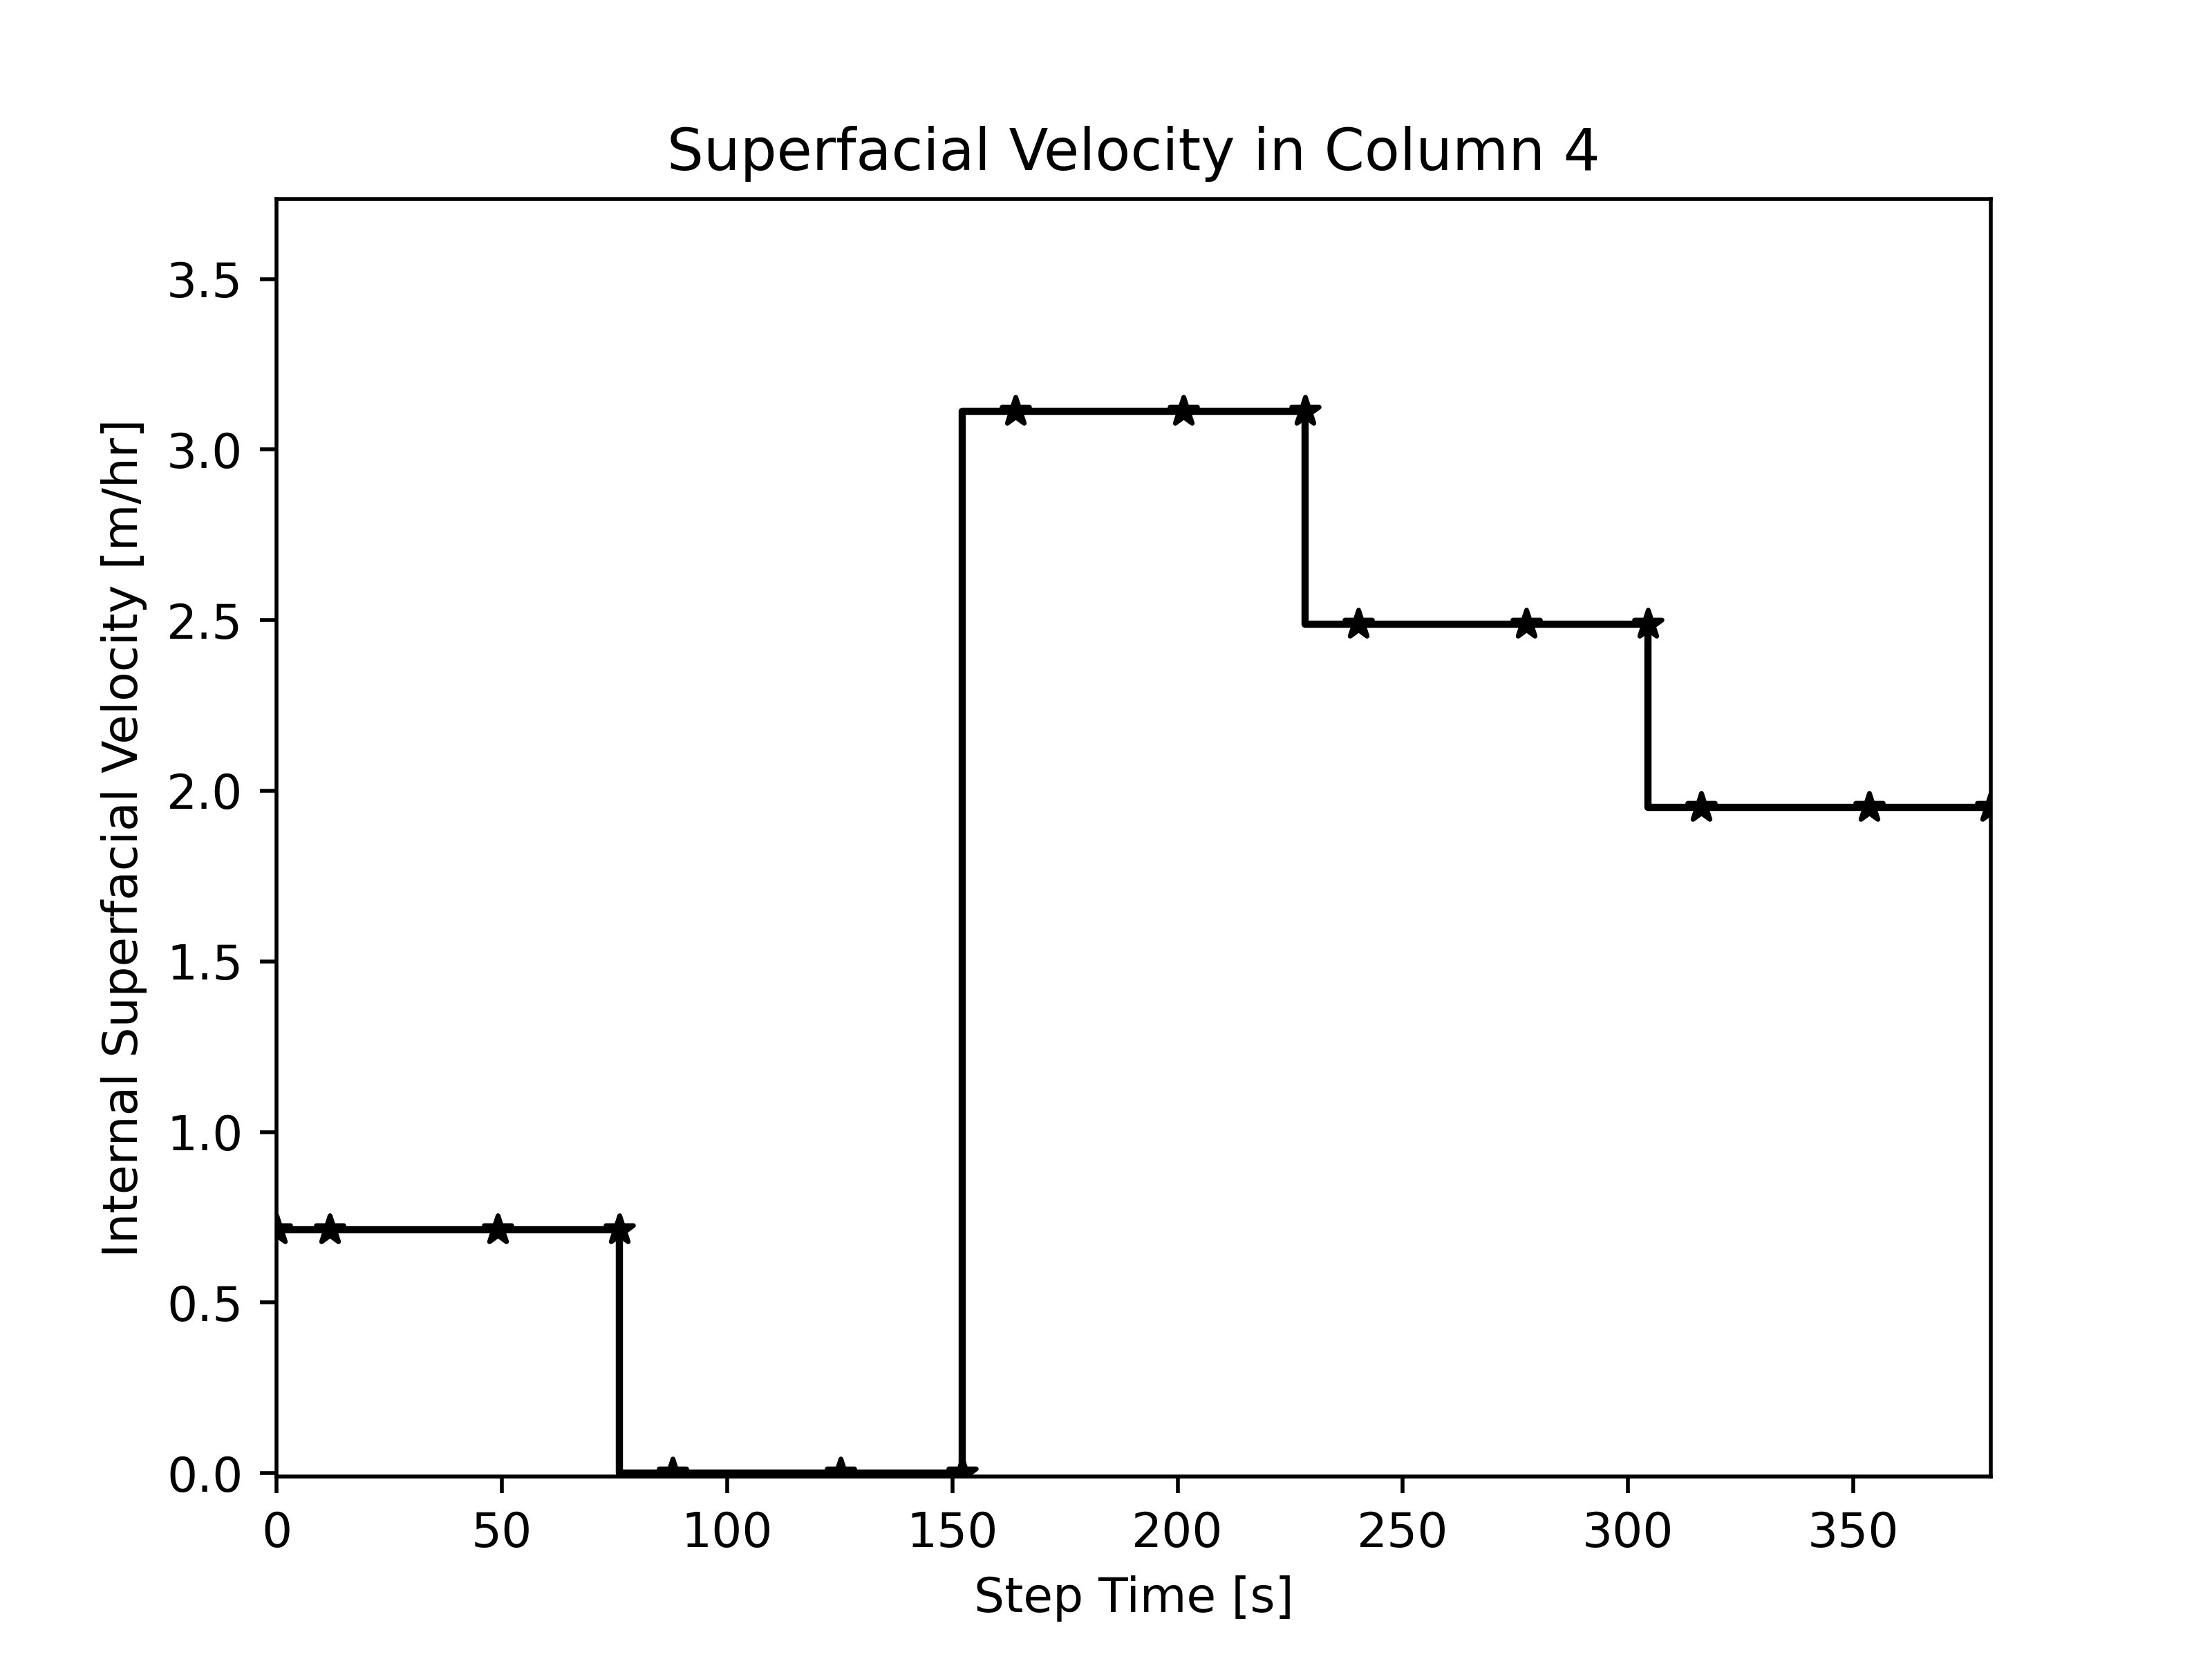 Superfacial Velocity in Column 4
Internal Superfacial Velocity [m/hr]
3.5
3.0
2.5
2.0
1.5
1.0
0.5
0.0
0 50 100 150 200 250 300 350
Step Time [s]